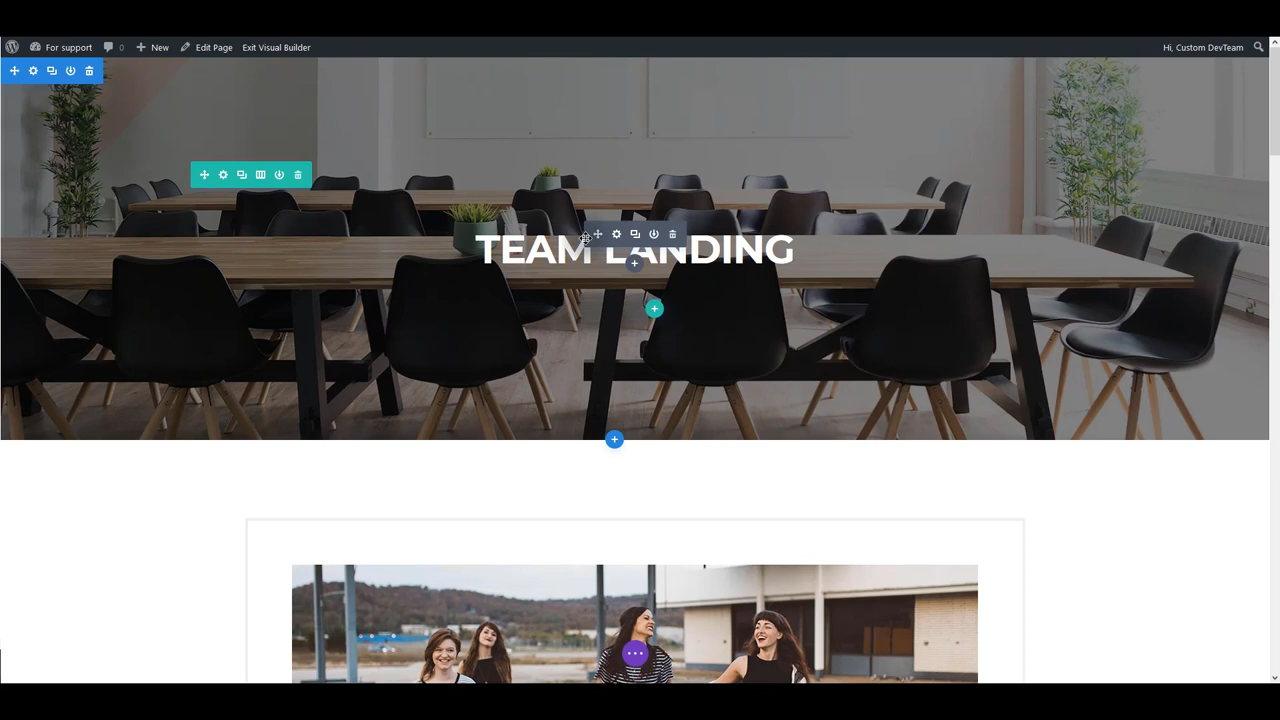 For support 0 New Edit Page Exit Visual Builder Hi, Custom DevTeam
TEAM LANDING